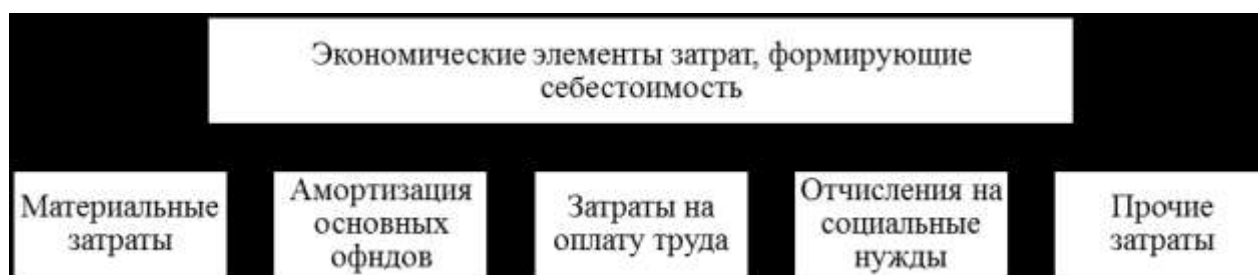 Экономические элементы затрат, формирующие
себестоимость
Материальные
затраты
Амортизация
основных
офндов
Затраты на
оплату труда
Отчисления на
социальные
нужды
Прочие
затраты